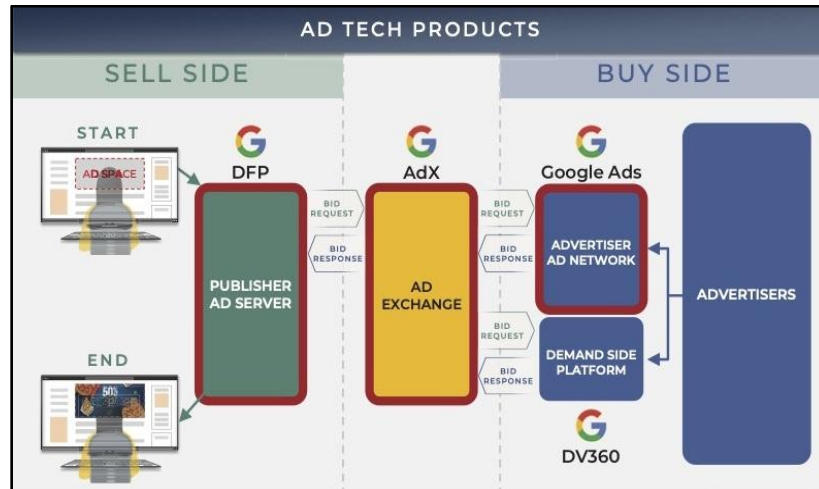 AD TECH PRODUCTS
SELL SIDE
BUY SIDE
START
AD SPACE
DFP
AdX
Google Ads
BID
REQUEST
BID
RESPONSE
BID
REQUEST
BID
RESPONSE
PUBLISHER
AD SERVER
AD
EXCHANGE
ADVERTISER
AD NETWORK
ADVERTISERS
BID
REQUEST
BID
RESPONSE
DEMAND SIDE
PLATFORM
END
50%
DV360